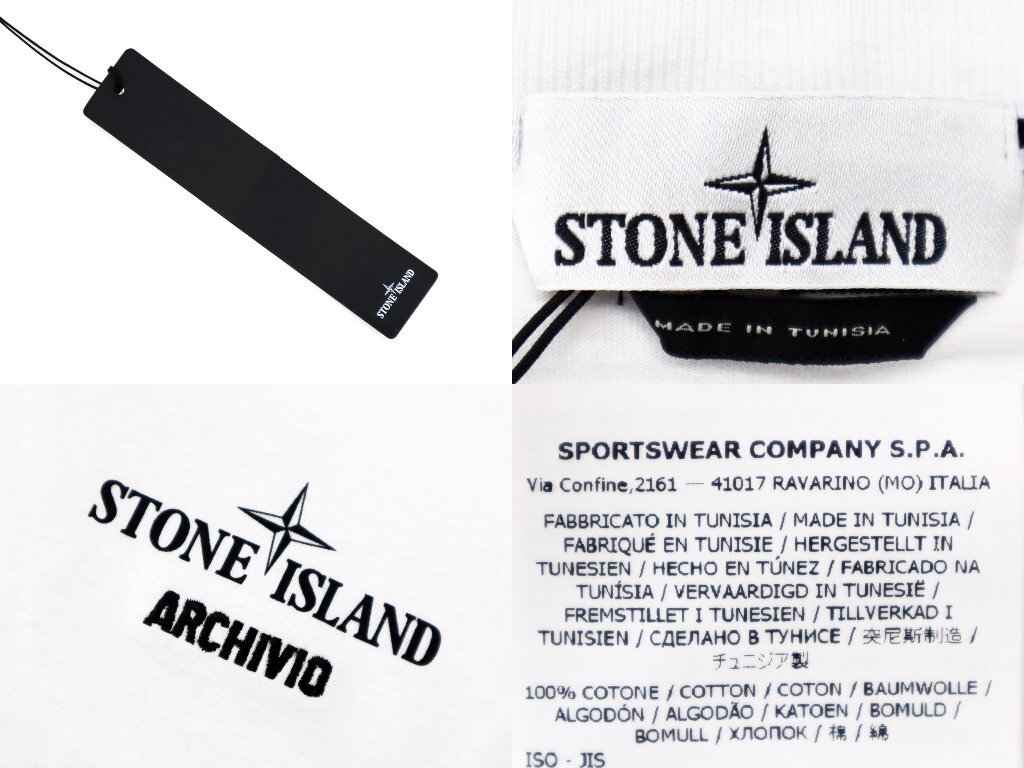 STONE ISLAND
STONE ISLAND
MADE IN TUNISIA
STONE ISLAND
ARCHIVIO
SPORTSWEAR COMPANY S.P.A.
Via Confine,2161 — 41017 RAVARINO (MO) ITALIA
FABBRICATO IN TUNISIA / MADE IN TUNISIA /
FABRIQUÉ EN TUNISIE / HERGESTELLT IN
TUNESIEN / HECHO EN TÚNEZ / FABRICADO NA
TUNÍSIA / VERVAARDIGD IN TUNESIË /
FREMSTILLET I TUNESIEN / TILLVERKAD I
TUNISIEN / СДЕЛАНО В ТУНИСЕ / 突尼斯制造 /
チュニジア製
100% COTONE / COTTON / COTON / BAUMWOLLE /
ALGODÓN / ALGODÃO / KATOEN / BOMULD /
BOMULL / ХЛОПОК / 棉 / 綿
ISO - JIS